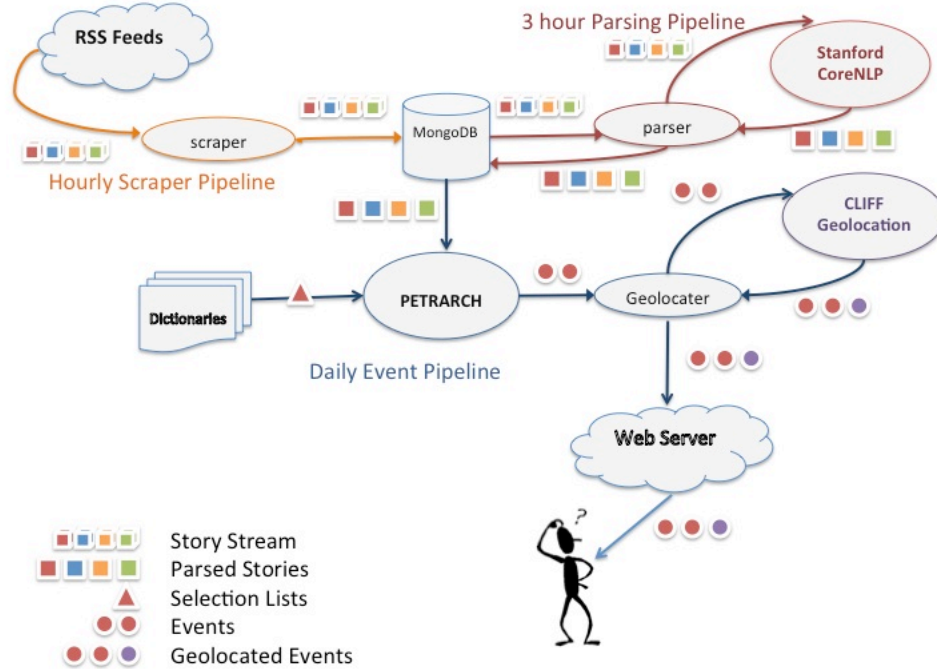 RSS Feeds
3 hour Parsing Pipeline
Stanford
CoreNLP
scraper
MongoDB
parser
Hourly Scraper Pipeline
CLIFF
Geolocation
Dictionaries
PETRARCH
Geolocater
Daily Event Pipeline
Web Server
?
Story Stream
Parsed Stories
Selection Lists
Events
Geolocated Events